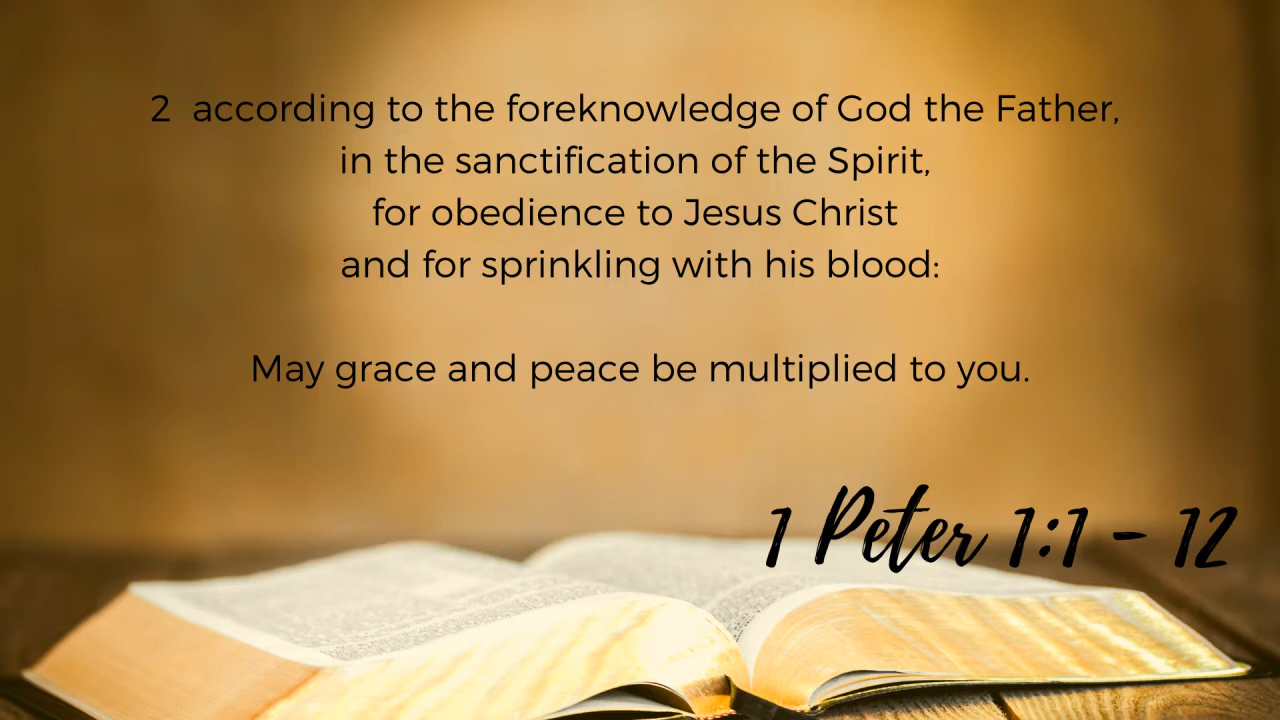 2  according to the foreknowledge of God the Father,
in the sanctification of the Spirit,
for obedience to Jesus Christ
and for sprinkling with his blood:
May grace and peace be multiplied to you.
1 Peter 1:1 - 12